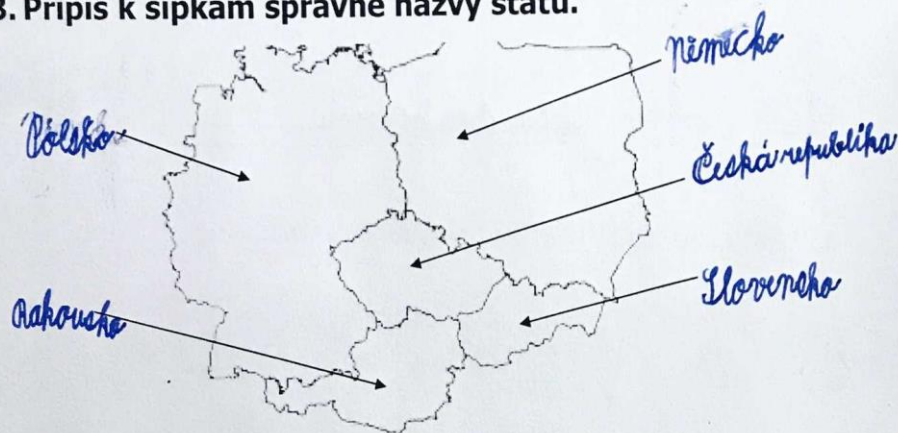 3. Připiš k šipkám správné názvy států.
Německo
Polsko
Česká republika
Slovensko
Rakousko